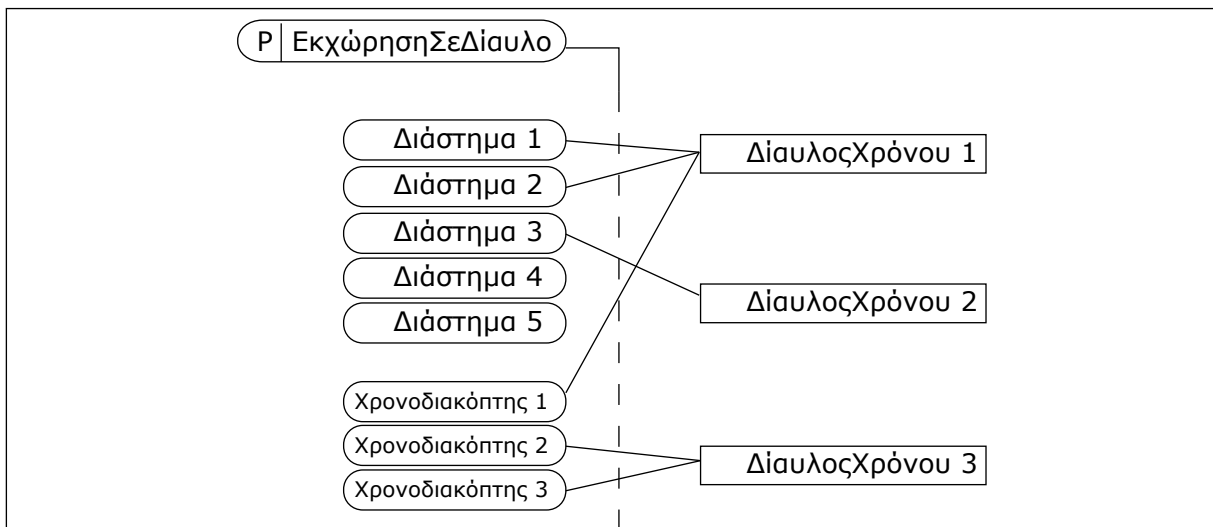 P ΕκχώρησηΣεΔίαυλο
Διάστημα 1
Διάστημα 2
Διάστημα 3
Διάστημα 4
Διάστημα 5
Χρονοδιακόπτης 1
Χρονοδιακόπτης 2
Χρονοδιακόπτης 3
ΔίαυλοςΧρόνου 1
ΔίαυλοςΧρόνου 2
ΔίαυλοςΧρόνου 3